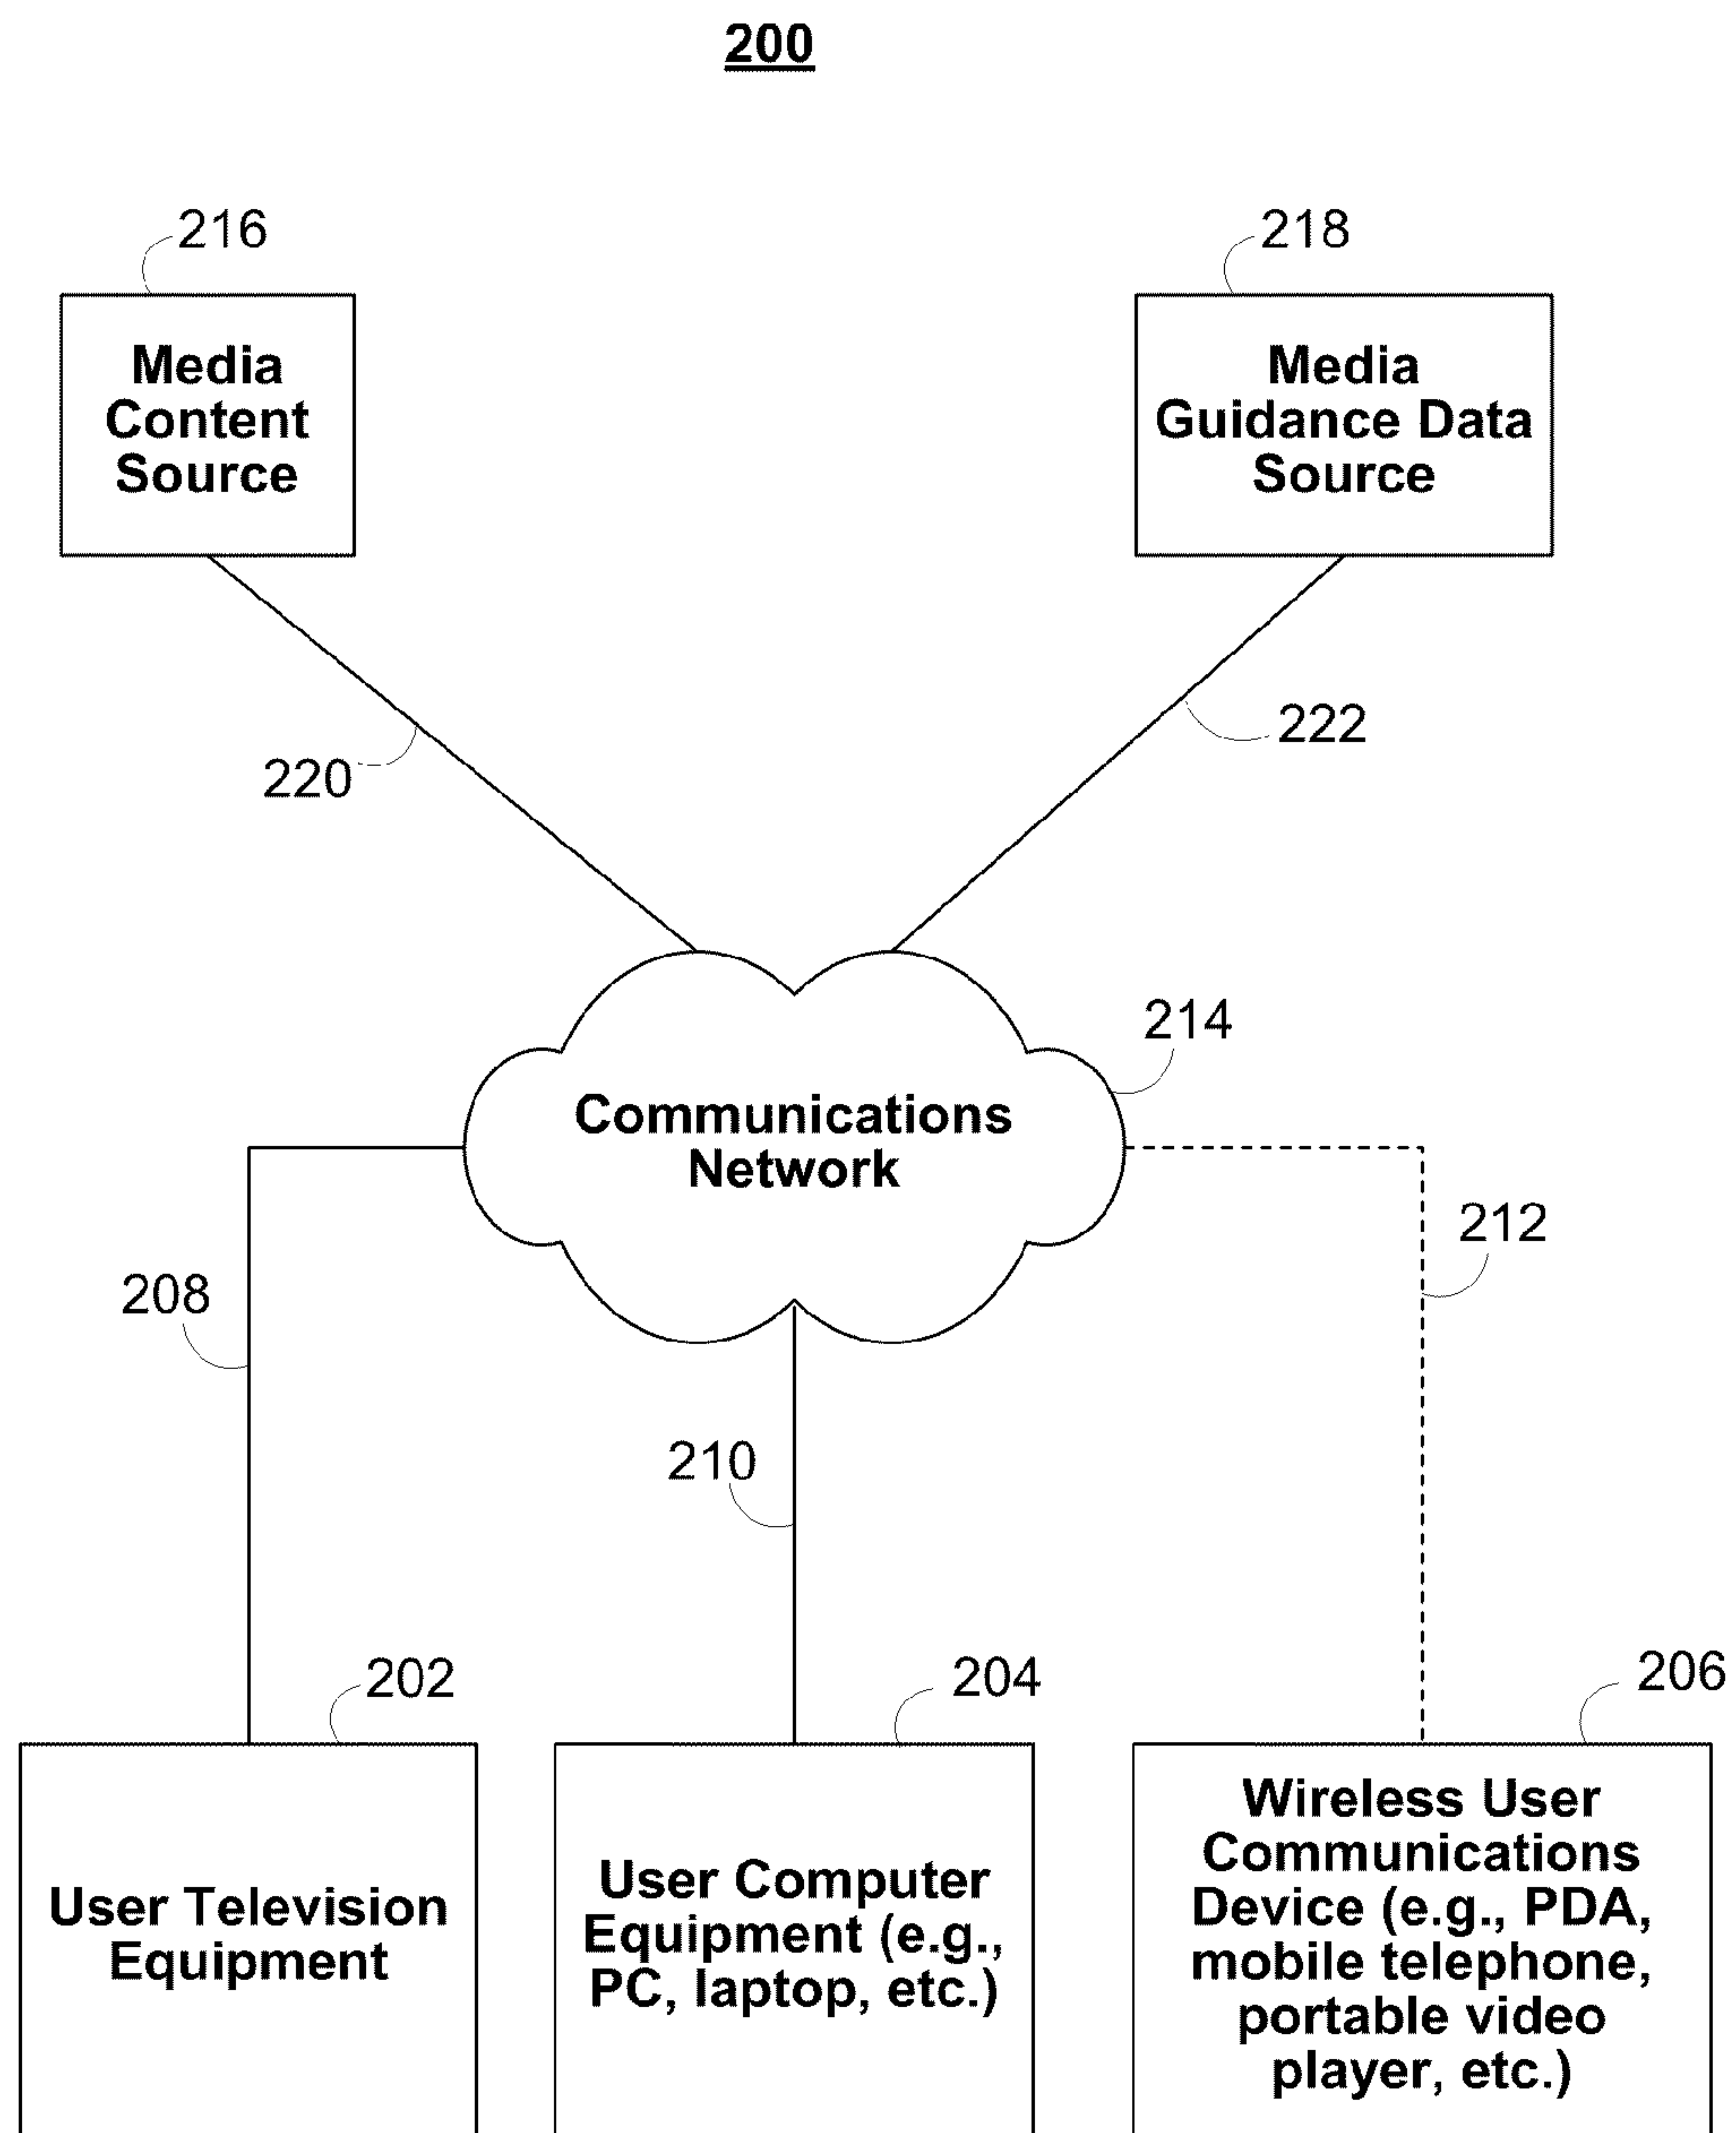 200
216
218
Media
Content
Source
Media
Guidance Data
Source
220
222
214
Communications
Network
212
208
210
202
204
206
User Television
Equipment
User Computer
Equipment (e.g.,
PC, laptop, etc.)
Wireless User
Communications
Device (e.g., PDA,
mobile telephone,
portable video
player, etc.)